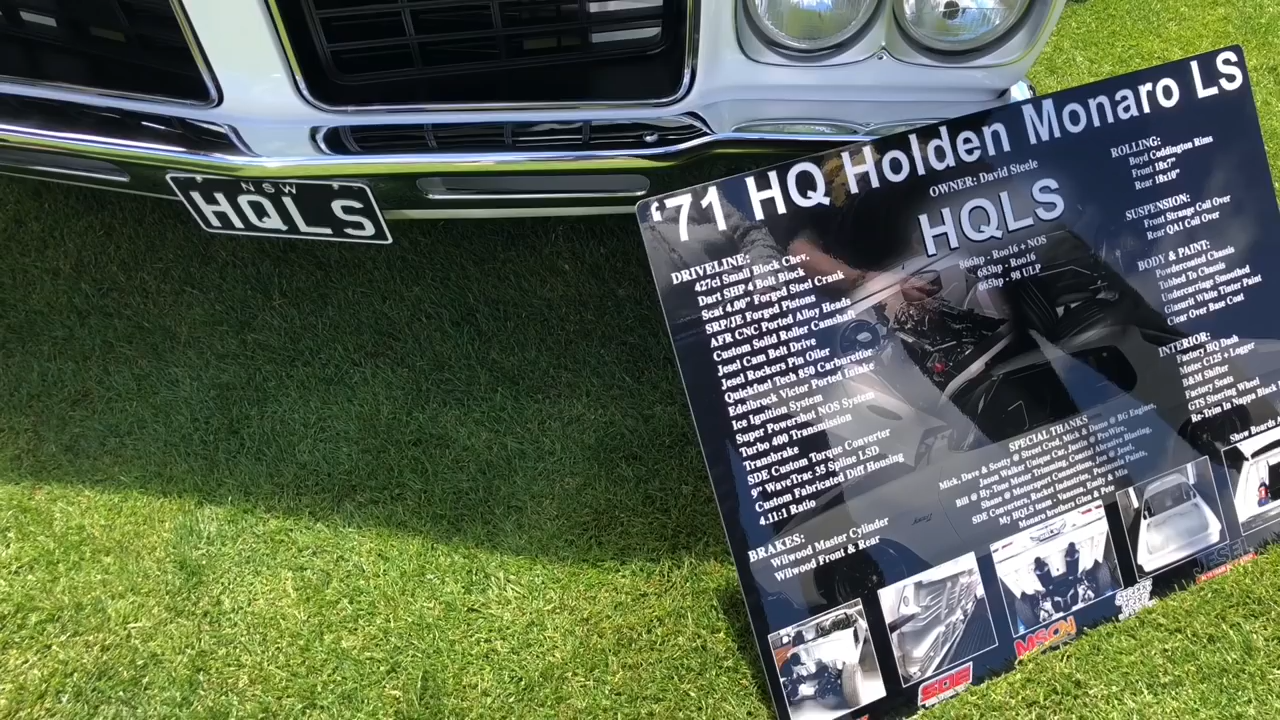 NSW
HQLS
'71 HQ Holden Monaro LS
OWNER: David Steele
HQLS
866hp - Roo16 + NOS
683hp - Roo16
665hp - 98 ULP
DRIVELINE:
427ci Small Block Chev.
Dart SHP 4 Bolt Block
Scat 4.00" Forged Steel Crank
SRP/JE Forged Pistons
AFR CNC Ported Alloy Heads
Custom Solid Roller Camshaft
Jesel Cam Belt Drive
Jesel Rockers Pin Oiler
Quickfuel Tech 850 Carburettor
Edelbrock Victor Ported Intake
Ice Ignition System
Super Powershot NOS System
Turbo 400 Transmission
Transbrake
SDE Custom Torque Converter
9" WaveTrac 35 Spline LSD
Custom Fabricated Diff Housing
4.11:1 Ratio
BRAKES:
Wilwood Master Cylinder
Wilwood Front & Rear
ROLLING:
Boyd Coddington Rims
Front 18x7"
Rear 18x10"
SUSPENSION:
Front Strange Coil Over
Rear QA1 Coil Over
BODY & PAINT:
Powdercoated Chassis
Tubbed To Chassis
Undercarriage Smoothed
Glasurit White Tinter Paint
Clear Over Base Coat
INTERIOR:
Factory HQ Dash
Motec C125 + Logger
B&M Shifter
Factory Seats
GTS Steering Wheel
Re-Trim In Nappa Black
SPECIAL THANKS
Mick, Dave & Scotty @ Street Cred, Mick & Damo @ BG Engines,
Jason Walker Unique Car, Justin @ ProWire,
Bill @ Hy-Tone Motor Trimming, Coastal Abrasive Blasting,
Shane @ Motorsport Connections, Jon @ Jesel,
SDE Converters, Rocket Industries, Peninsula Paints,
My HQLS team - Vanessa, Emily & Mia
Monaro brothers Glen & Pete
Show Boards
SDE
MSCN
STREET
CRED
JESEL